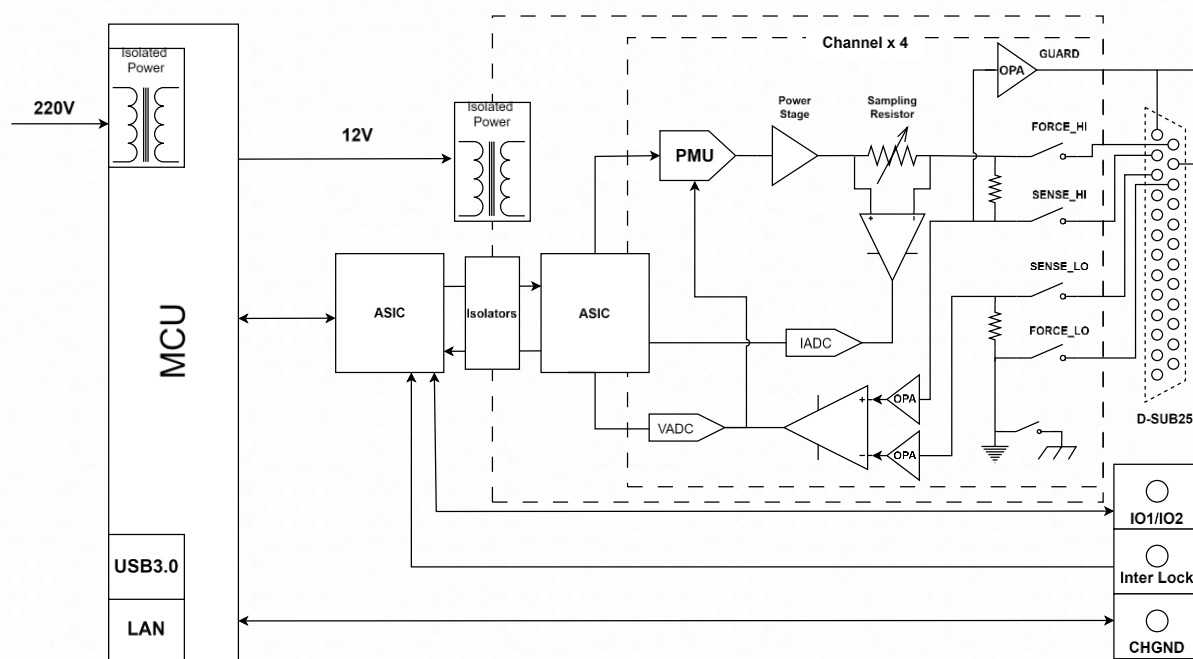 Isolated
Power
220V
12V
Isolated
Power
Channel x 4
GUARD
OPA
Power
Stage
Sampling
Resistor
FORCE_HI
PMU
SENSE_HI
+
-
SENSE_LO
MCU
ASIC
Isolators
ASIC
IADC
FORCE_LO
OPA
+
VADC
D-SUB25
OPA
−
IO1/IO2
USB3.0
Inter Lock
LAN
CHGND